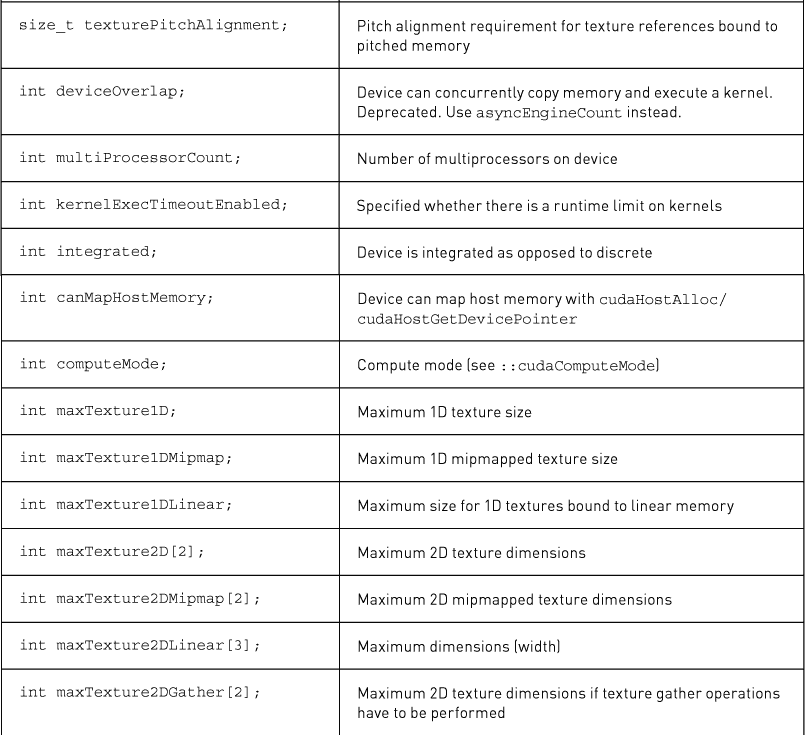 size_t texturePitchAlignment;
Pitch alignment requirement for texture references bound to
pitched memory
int deviceOverlap;
Device can concurrently copy memory and execute a kernel.
Deprecated. Use asyncEngineCount instead.
int multiProcessorCount;
Number of multiprocessors on device
int kernelExecTimeoutEnabled;
Specified whether there is a runtime limit on kernels
int integrated;
Device is integrated as opposed to discrete
int canMapHostMemory;
Device can map host memory with cudaHostAlloc/
cudaHostGetDevicePointer
int computeMode;
Compute mode (see ::cudaComputeMode)
int maxTexture1D;
Maximum 1D texture size
int maxTexture1DMipmap;
Maximum 1D mipmapped texture size
int maxTexture1DLinear;
Maximum size for 1D textures bound to linear memory
int maxTexture2D[2];
Maximum 2D texture dimensions
int maxTexture2DMipmap[2];
Maximum 2D mipmapped texture dimensions
int maxTexture2DLinear[3];
Maximum dimensions (width)
int maxTexture2DGather[2];
Maximum 2D texture dimensions if texture gather operations
have to be performed